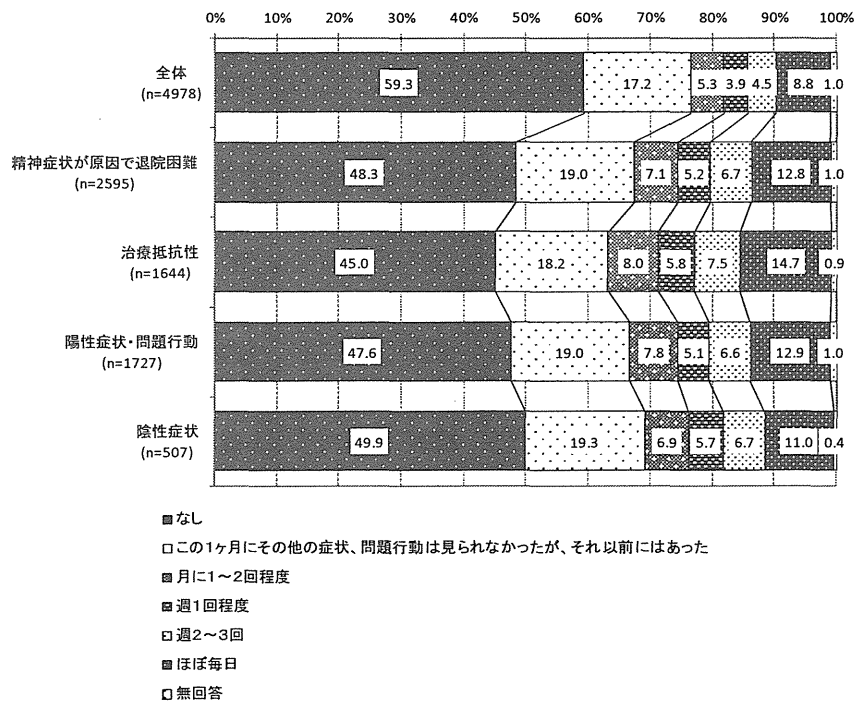 0% 10% 20% 30% 40% 50% 60% 70% 80% 90% 100%
全体
(n=4978)
59.3 17.2 5.3 3.9 4.5 8.8 1.0
精神症状が原因で退院困難
(n=2595)
48.3 19.0 7.1 5.2 6.7 12.8 1.0
治療抵抗性
(n=1644)
45.0 18.2 8.0 5.8 7.5 14.7 0.9
陽性症状・問題行動
(n=1727)
47.6 19.0 7.8 5.1 6.6 12.9 1.0
陰性症状
(n=507)
49.9 19.3 6.9 5.7 6.7 11.0 0.4
なし
この1ヶ月にその他の症状、問題行動は見られなかったが、それ以前にはあった
月に1～2回程度
週1回程度
週2～3回
ほぼ毎日
無回答